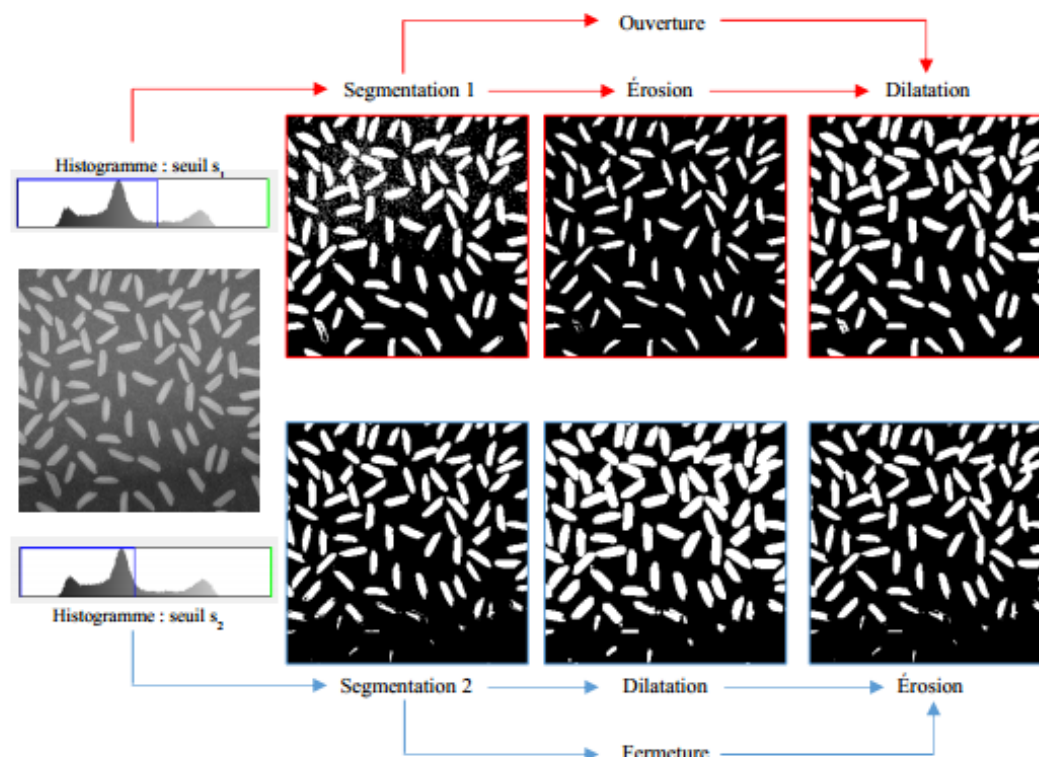 Ouverture
Segmentation 1
Érosion
Dilatation
Histogramme : seuil s1
Histogramme : seuil s2
Segmentation 2
Dilatation
Érosion
Fermeture